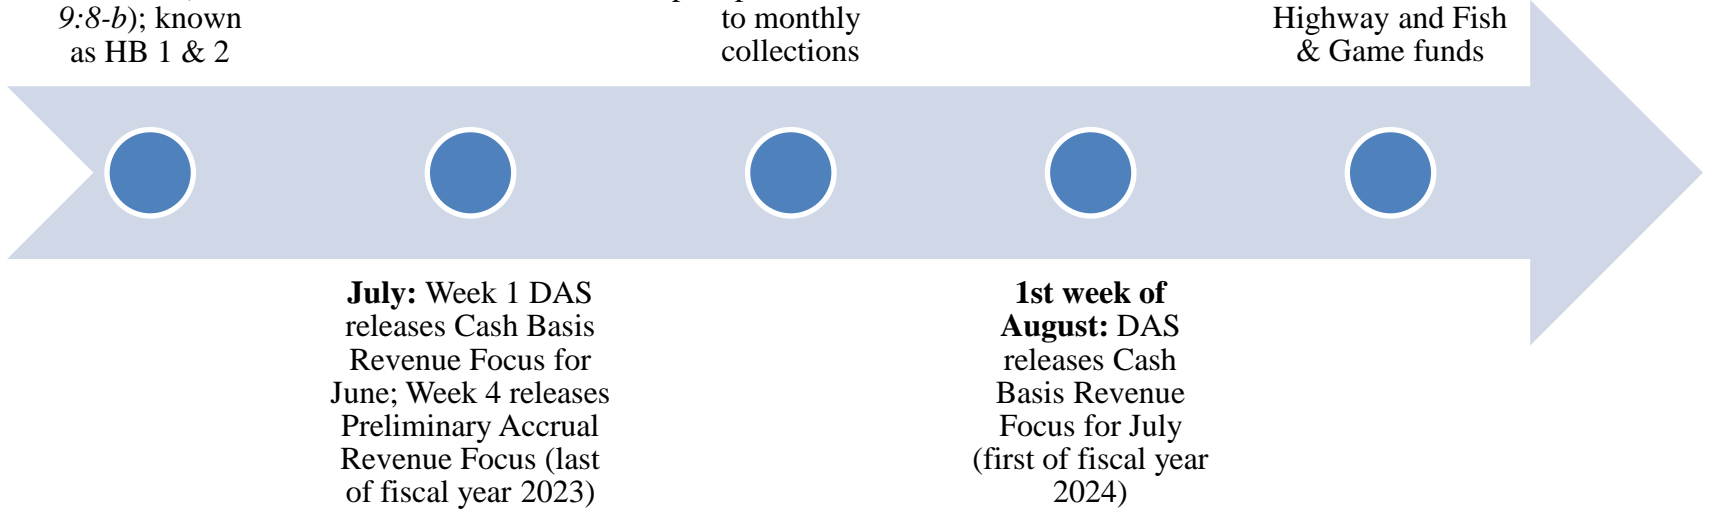 9:8-b); known
as HB 1 & 2
to monthly
collections
Highway and Fish
& Game funds
July: Week 1 DAS
releases Cash Basis
Revenue Focus for
June; Week 4 releases
Preliminary Accrual
Revenue Focus (last
of fiscal year 2023)
1st week of
August: DAS
releases Cash
Basis Revenue
Focus for July
(first of fiscal year
2024)